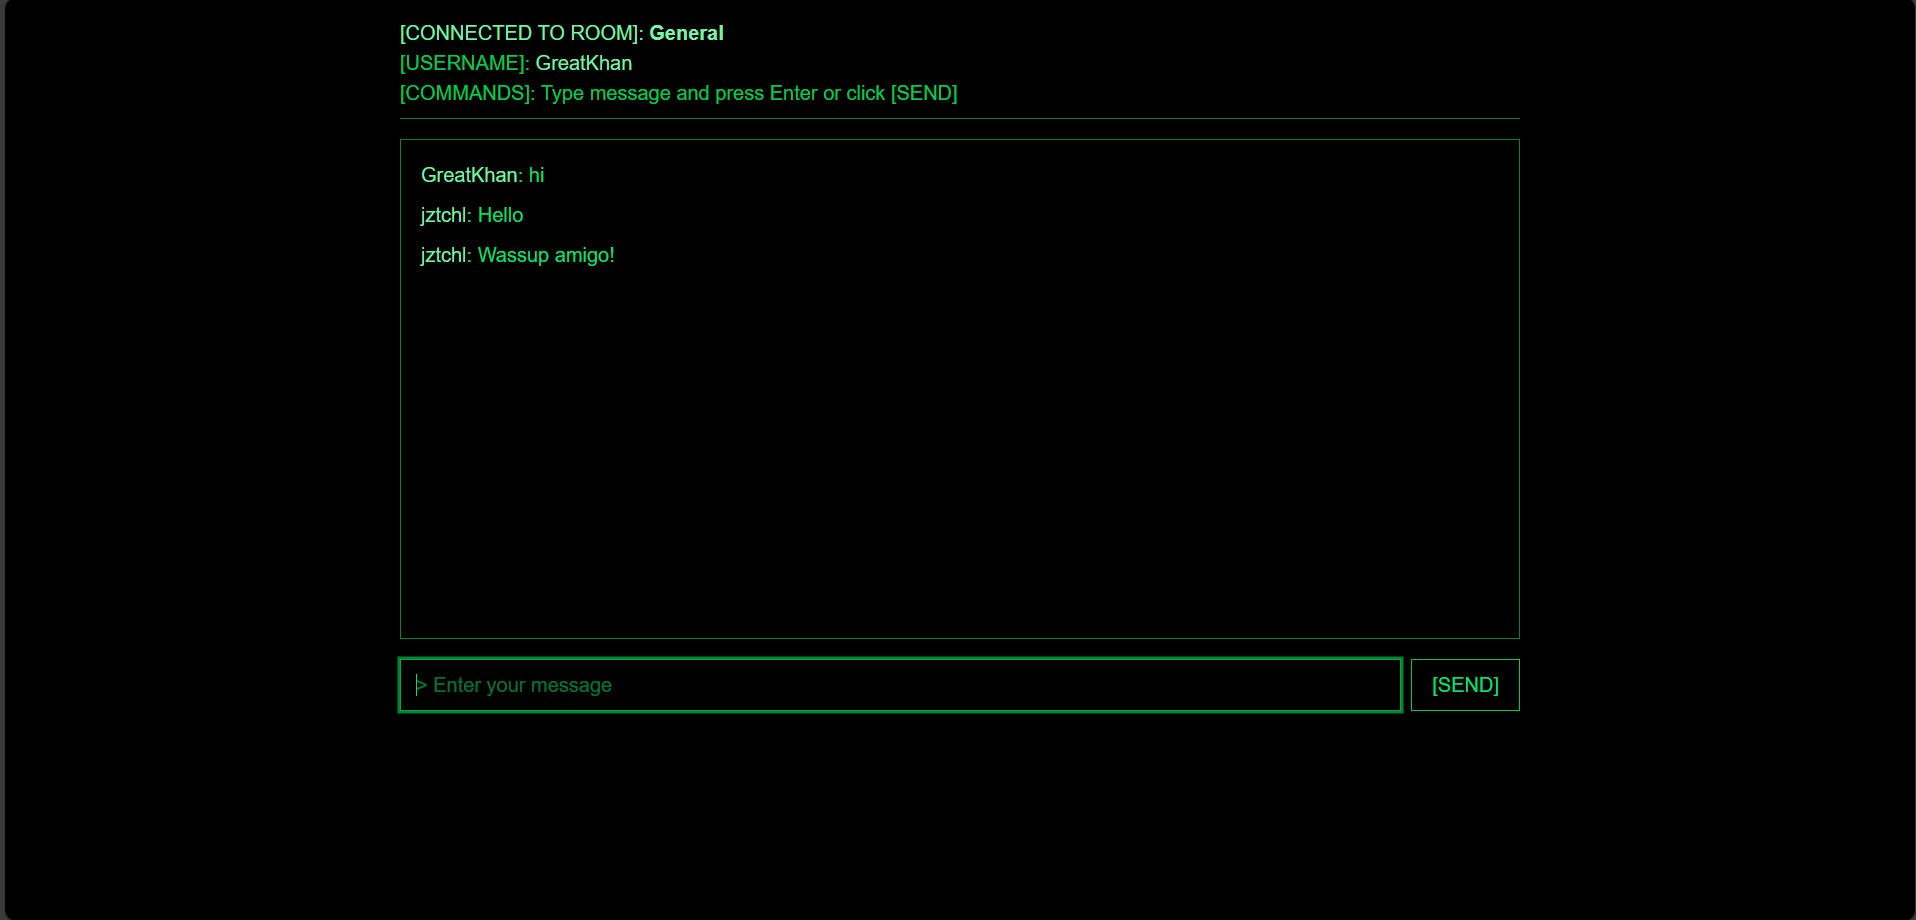 [CONNECTED TO ROOM]: General
[USERNAME]: GreatKhan
[COMMANDS]: Type message and press Enter or click [SEND]
GreatKhan: hi
jztchl: Hello
jztchl: Wassup amigo!
> Enter your message
[SEND]